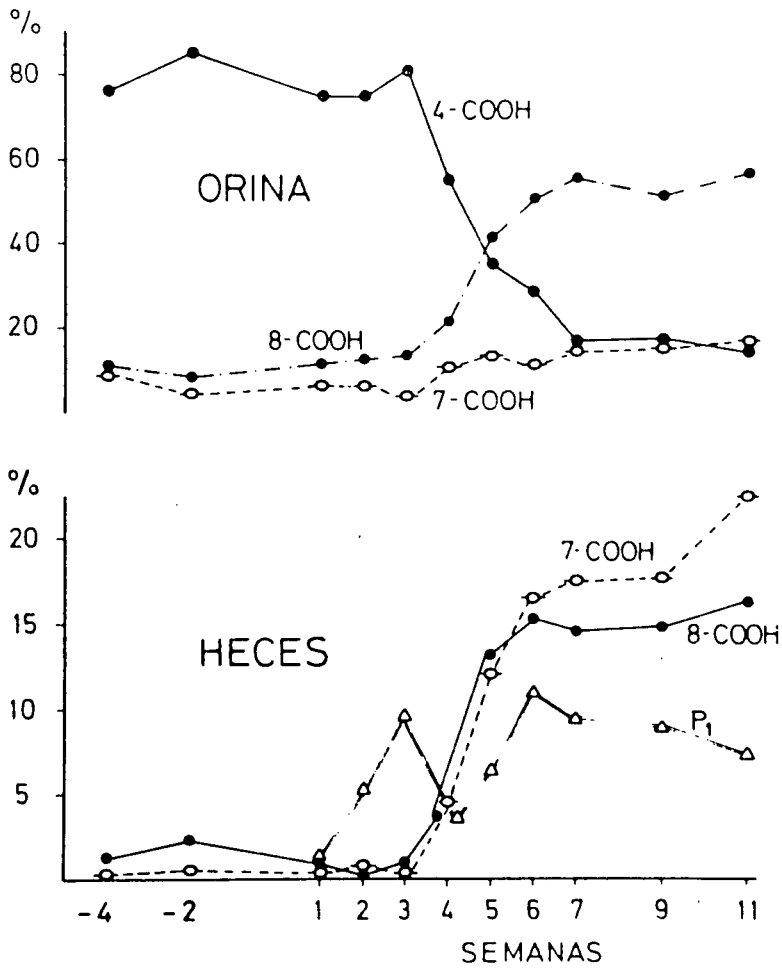 %
80
4-COOH
60
ORINA
40
8-COOH
20
7-COOH
%
20
7-COOH
15
8-COOH
HECES
10
P₁
5
-4 -2 1 2 3 4 5 6 7 9 11
SEMANAS